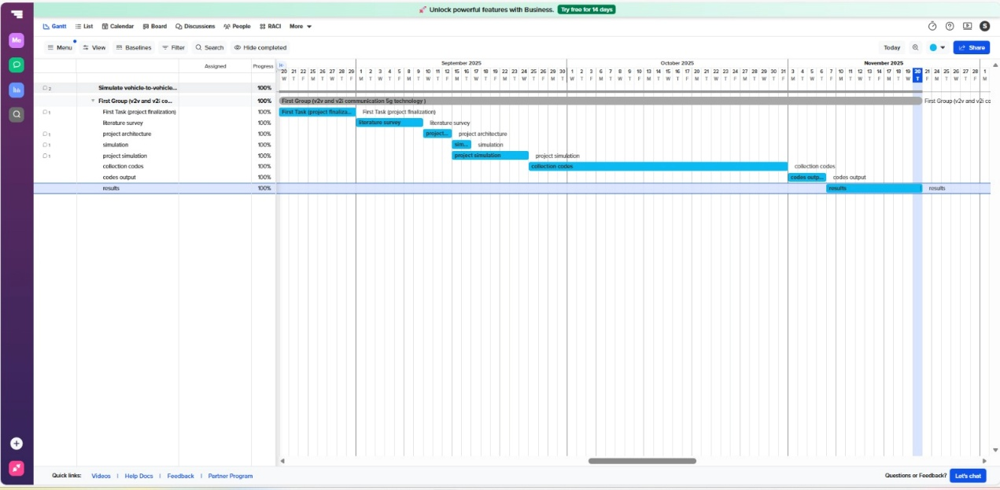 🚀 Unlock powerful features with Business. Try free for 14 days
Gantt List Calendar Board Discussions People RACI More
S
Me
Menu View Baselines Filter Search Hide completed Today Share
Assigned Progress
September 2025 October 2025 November 2025
20 21 22 25 26 27 28 29 1 2 3 4 5 8 9 10 11 12 15 16 17 18 19 22 23 24 25 26 29 30 1 2 3 6 7 8 9 10 13 14 15 16 17 20 21 22 23 24 27 28 29 30 31 3 4 5 6 7 10 11 12 13 14 17 18 19 20 21 24 25 26 27 28 1
W T F M T W T F M T W T F M T W T F M T W T F M T W T F M T W T F M T W T F M T W T F M T W T F M T W T F M T W T F M T W T F M T W T F M T W T F M
2 Simulate vehicle-to-vehicle... 100%
First Group (v2v and v2i co... 100% First Group (v2v and v2i communication 5g technology ) First Group (v2v and v2i co
1 First Task (project finalization) 100% First Task (project finaliza... First Task (project finalization)
literature survey 100% literature survey literature survey
1 project architecture 100% project... project architecture
1 simulation 100% sim... simulation
1 project simulation 100% project simulation project simulation
collection codes 100% collection codes collection codes
codes output 100% codes outp... codes output
results 100% results results
Quick links: Videos | Help Docs | Feedback | Partner Program Questions or Feedback? Let's chat